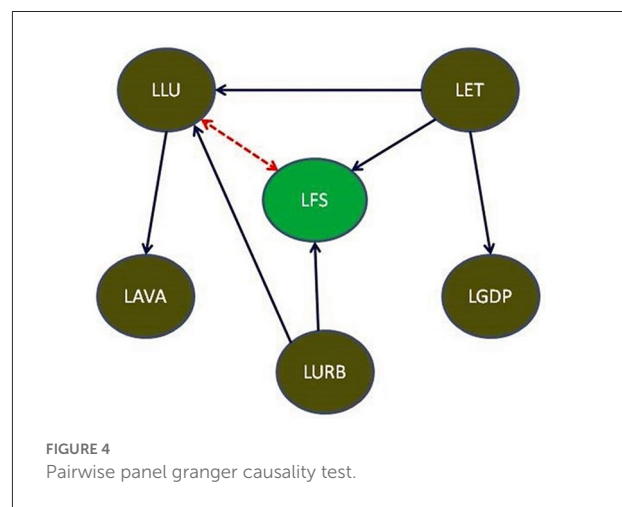 LLU
LET
LFS
LAVA
LGDP
LURB
FIGURE 4
Pairwise panel granger causality test.